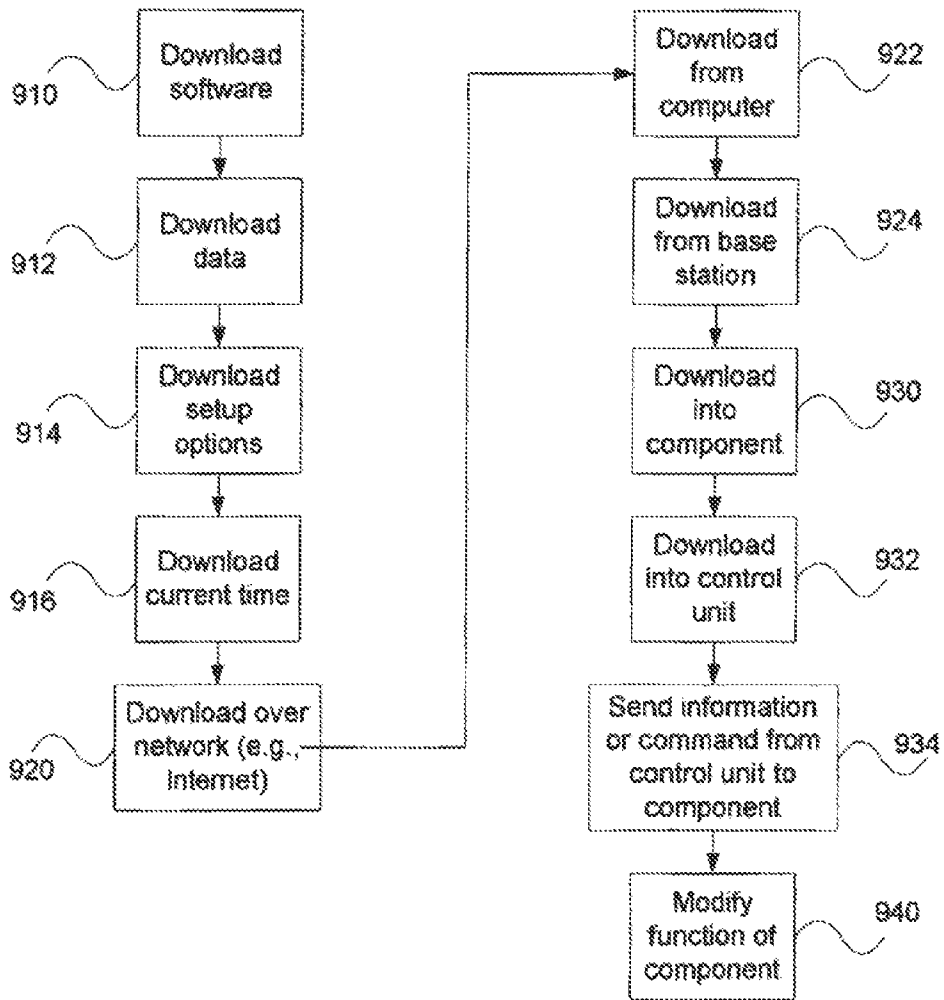 910
Download
software
912
Download
data
914
Download
setup
options
916
Download
current time
920
Download over
network (e.g.,
Internet)
922
Download
from
computer
924
Download
from base
station
930
Download
into
component
932
Download
into control
unit
934
Send information
or command from
control unit to
component
940
Modify
function of
component